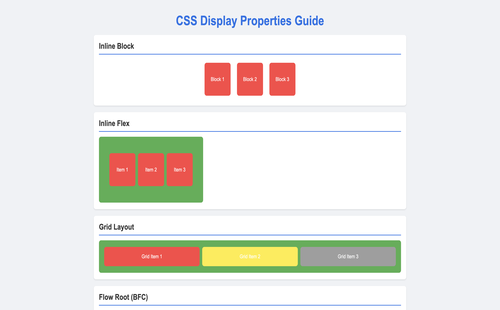 CSS Display Properties Guide
Inline Block
Block 1 Block 2 Block 3
Inline Flex
Item 1 Item 2 Item 3
Grid Layout
Grid Item 1 Grid Item 2 Grid Item 3
Flow Root (BFC)